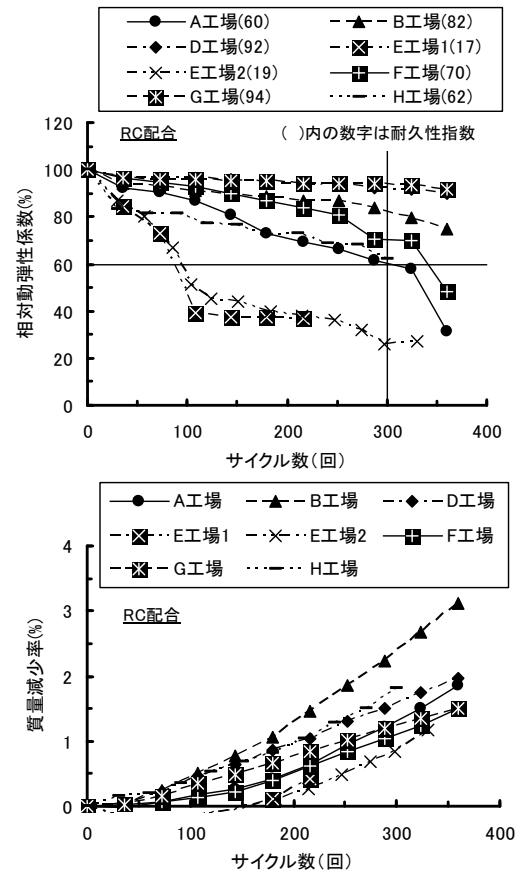 A工場(60) B工場(82)
D工場(92) E工場1(17)
E工場2(19) F工場(70)
G工場(94) H工場(62)
RC配合 ( )内の数字は耐久性指数
120
100
80
60
40
20
0
相対動弾性係数(%)
0 100 200 300 400
サイクル数(回)
A工場 B工場 D工場
E工場1 E工場2 F工場
G工場 H工場
RC配合
4
3
2
1
0
質量減少率(%)
0 100 200 300 400
サイクル数(回)